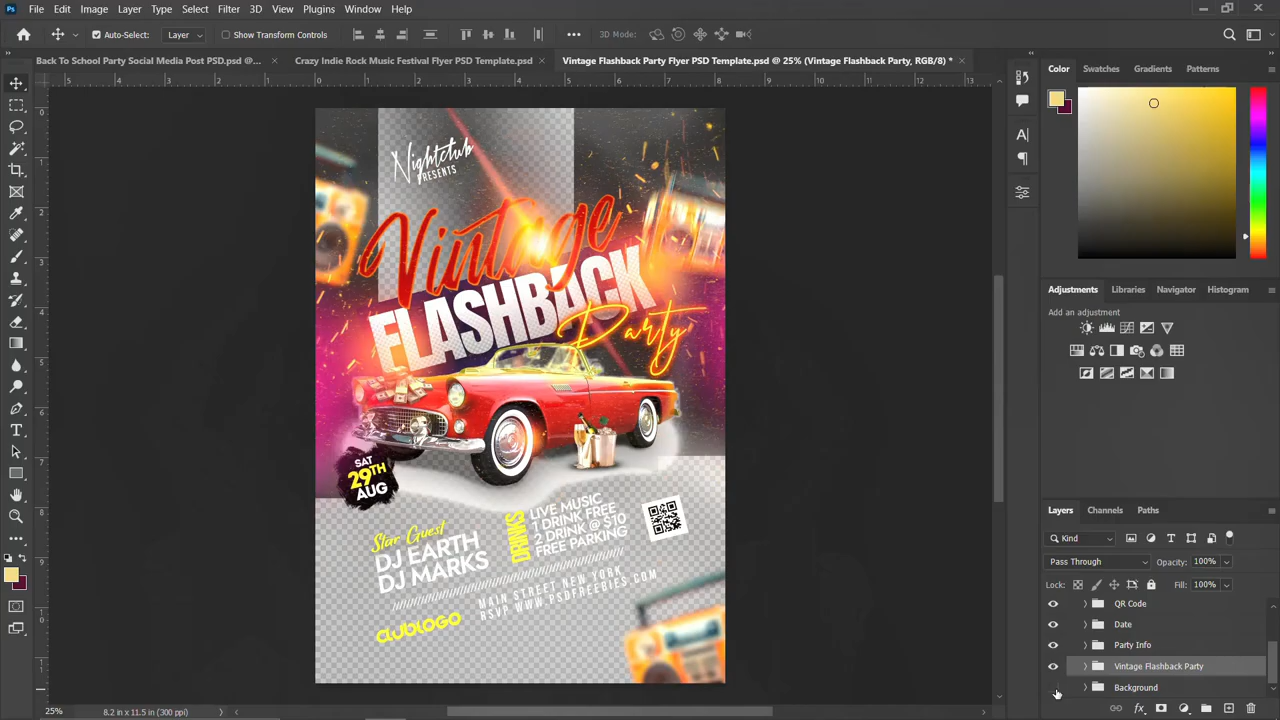 Ps File Edit Image Layer Type Select Filter 3D View Plugins Window Help
Auto-Select: Layer Show Transform Controls 3D Mode:
Back To School Party Social Media Post PSD.psd @... Crazy Indie Rock Music Festival Flyer PSD Template.psd Vintage Flashback Party Flyer PSD Template.psd @ 25% (Vintage Flashback Party, RGB/8) *
Color Swatches Gradients Patterns
Nightclub
PRESENTS
Vintage
FLASHBACK
Party
SAT
29TH
AUG
Star Guest
DJ EARTH
DJ MARKS
DRINKS
LIVE MUSIC
1 DRINK FREE
2 DRINK @ $10
FREE PARKING
MAIN STREET NEW YORK
RSVP WWW.PSDFREEBIES.COM
CLUBLOGO
Adjustments Libraries Navigator Histogram
Add an adjustment
Layers Channels Paths
Kind
Pass Through Opacity: 100%
Lock: Fill: 100%
QR Code
Date
Party Info
Vintage Flashback Party
Background
25% 8.2 in x 11.5 in (300 ppi)